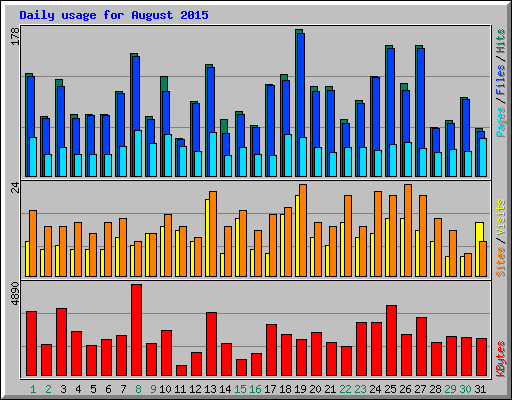 Daily usage for August 2015
178
24
4890
Pages / Files / Hits
Sites / Visits
KBytes
1 2 3 4 5 6 7 8 9 10 11 12 13 14 15 16 17 18 19 20 21 22 23 24 25 26 27 28 29 30 31